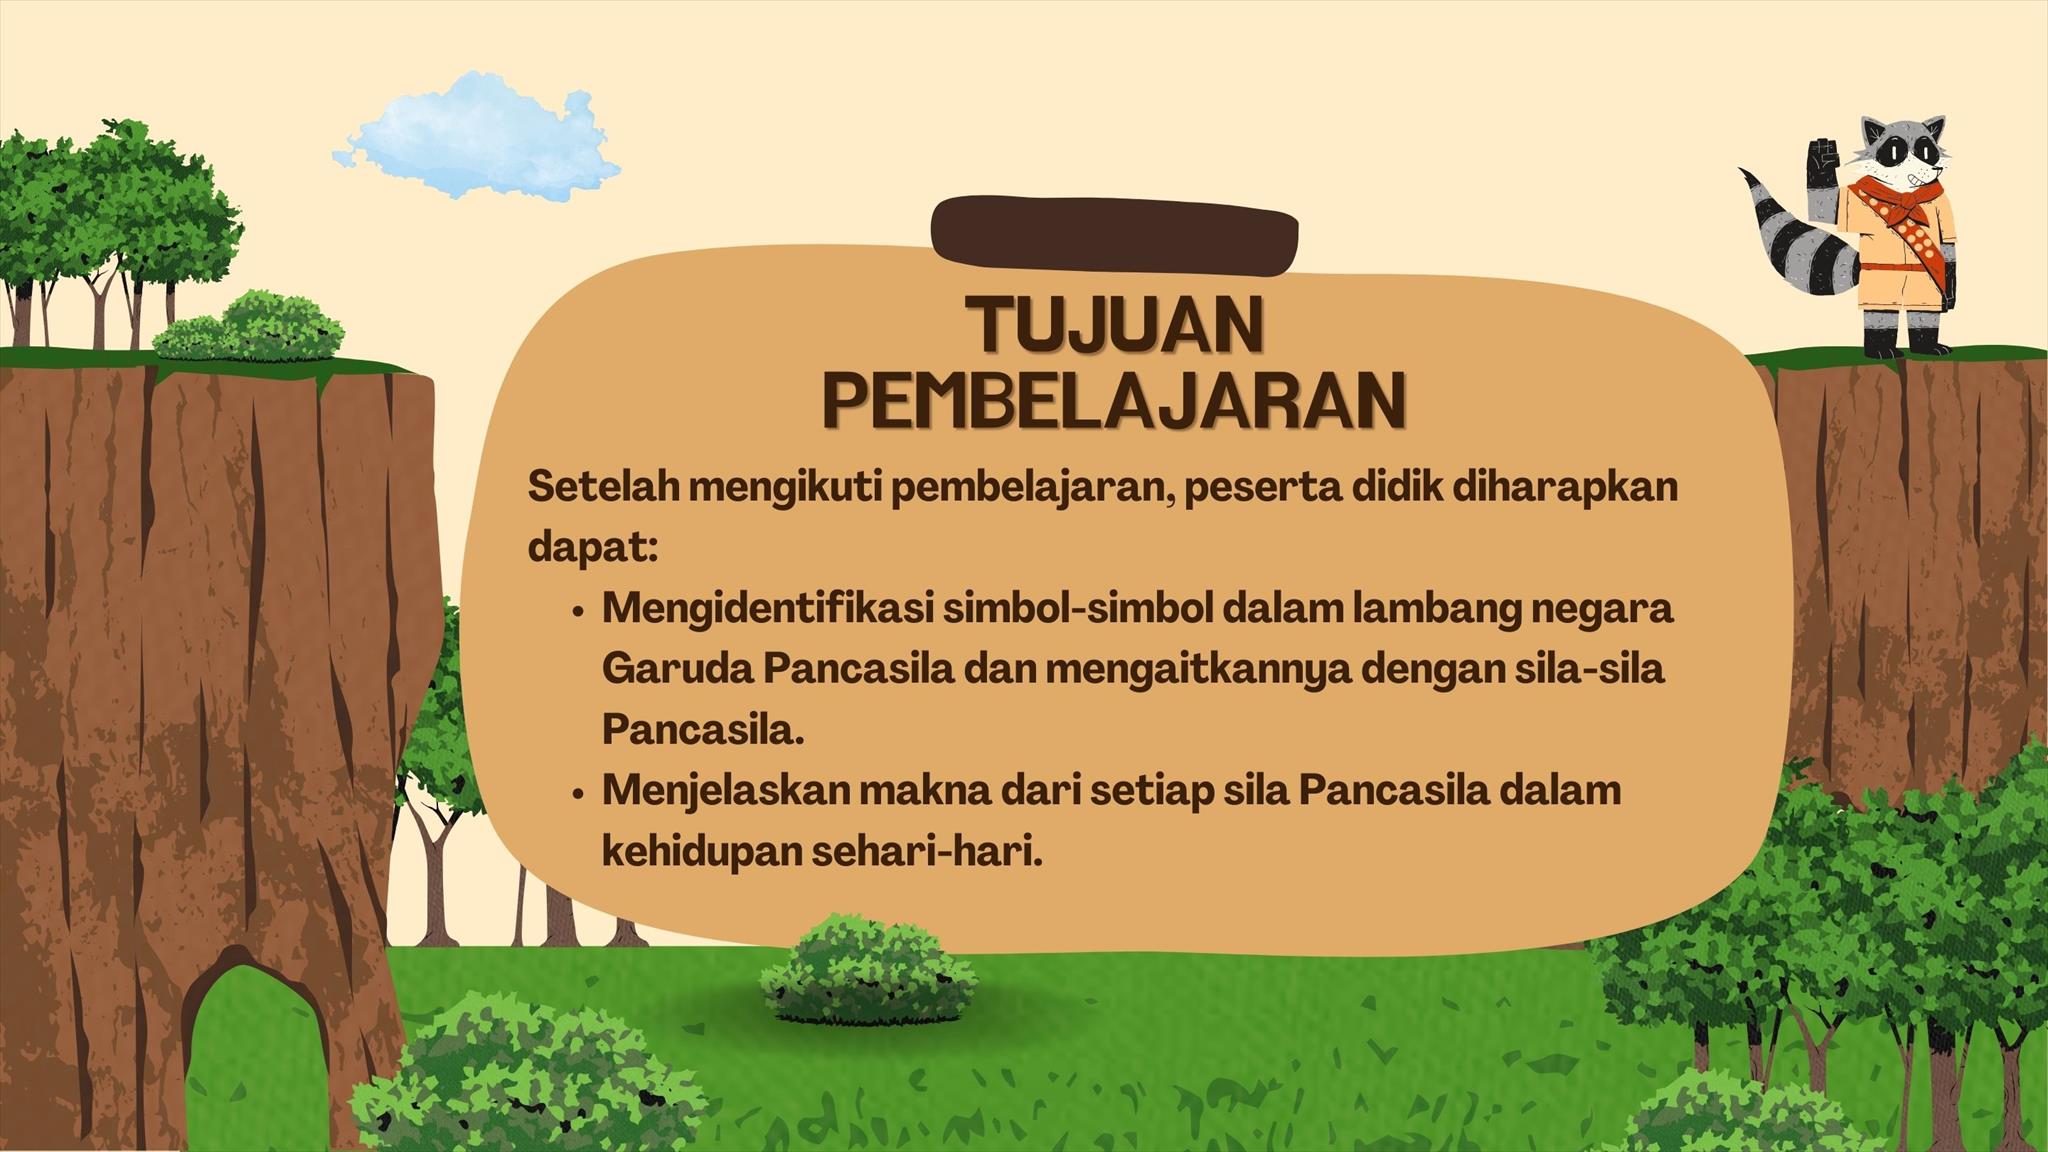 TUJUAN
PEMBELAJARAN
Setelah mengikuti pembelajaran, peserta didik diharapkan
dapat:
• Mengidentifikasi simbol-simbol dalam lambang negara
Garuda Pancasila dan mengaitkannya dengan sila-sila
Pancasila.
• Menjelaskan makna dari setiap sila Pancasila dalam
kehidupan sehari-hari.